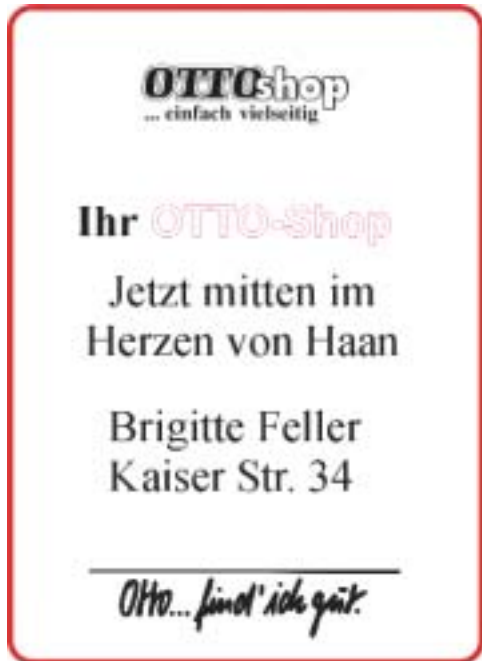 OTTOshop
... einfach vielseitig
Ihr OTTO-Shop
Jetzt mitten im
Herzen von Haan
Brigitte Feller
Kaiser Str. 34
Otto... find' ich gut.